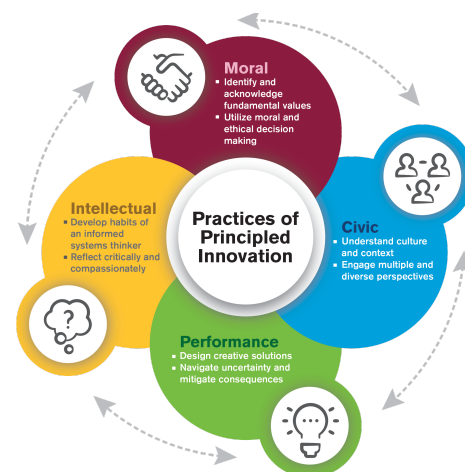 Moral
▪ Identify and
acknowledge
fundamental values
▪ Utilize moral and
ethical decision
making
Civic
▪ Understand culture
and context
▪ Engage multiple and
diverse perspectives
Performance
▪ Design creative solutions
▪ Navigate uncertainty and
mitigate consequences
Intellectual
▪ Develop habits of
an informed
systems thinker
▪ Reflect critically and
compassionately
Practices of
Principled
Innovation
?